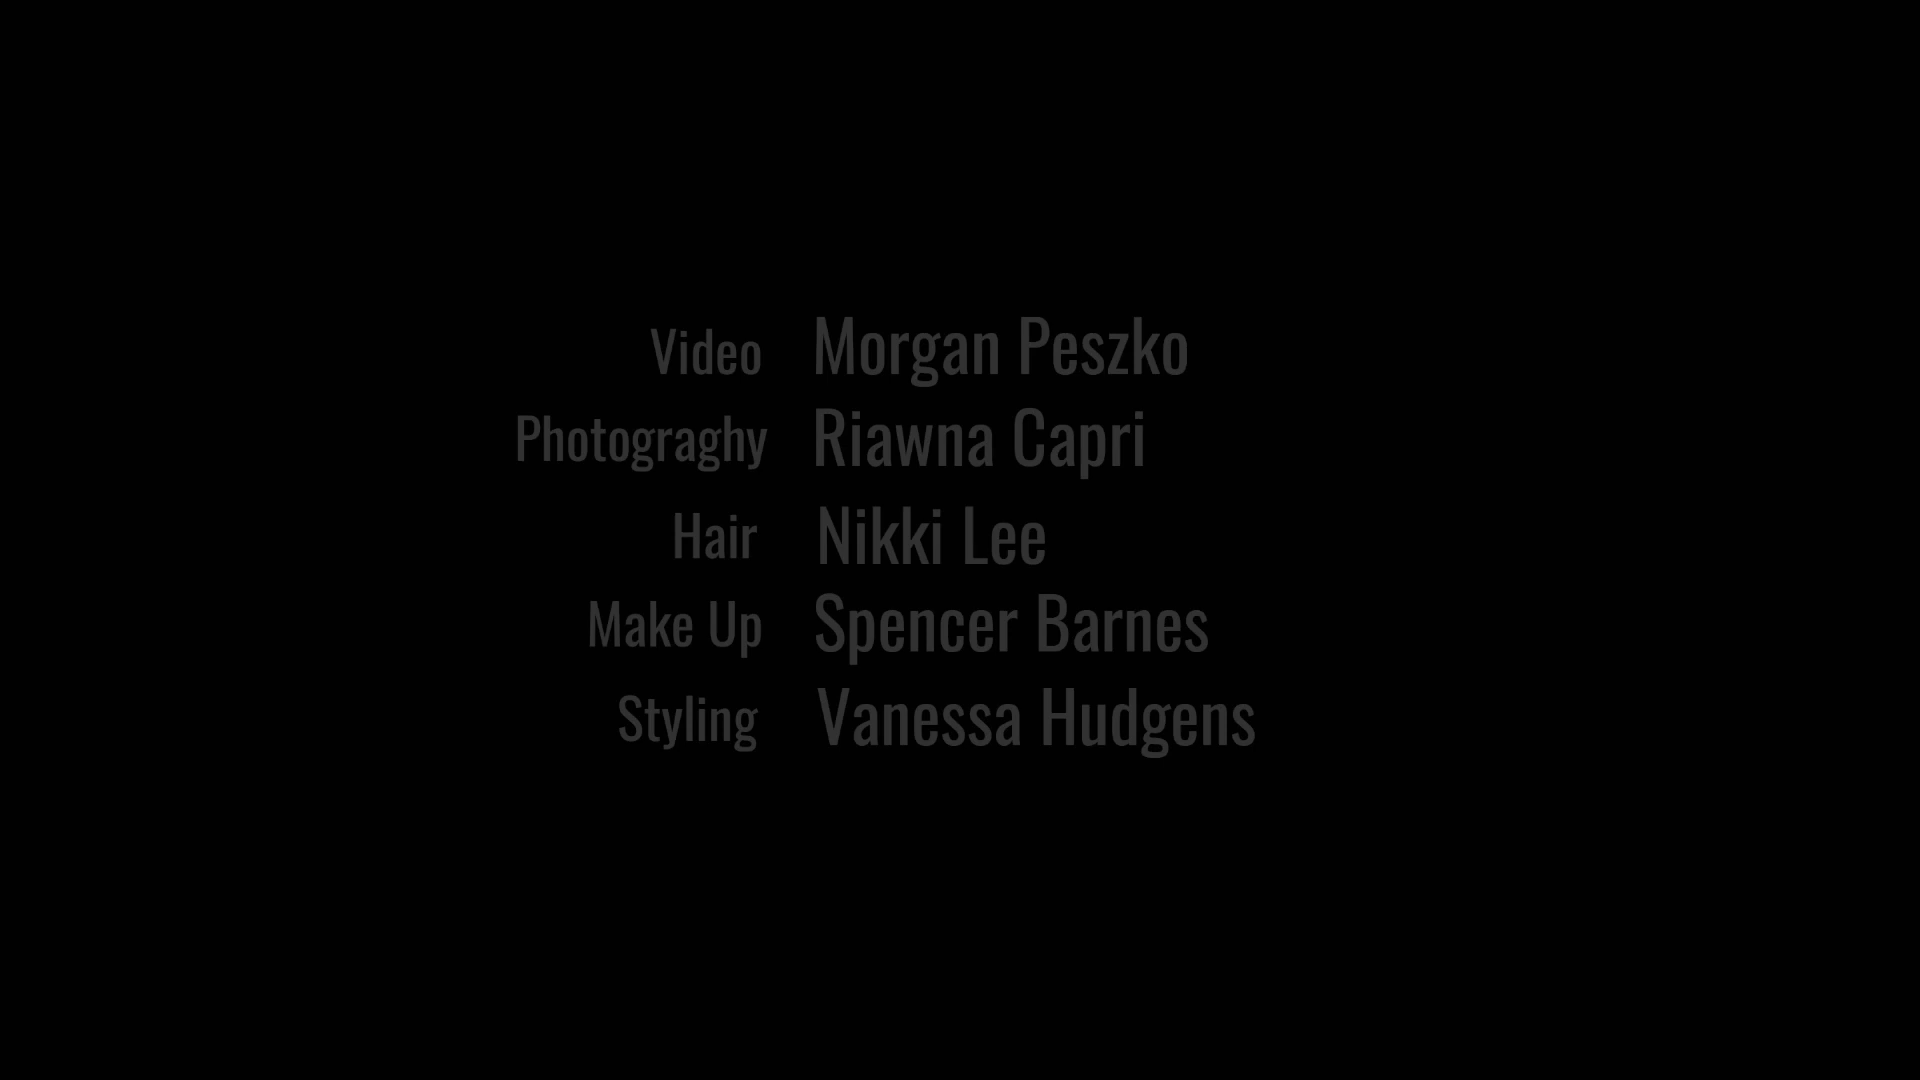 Video Morgan Peszko
Photograghy Riawna Capri
Hair Nikki Lee
Make Up Spencer Barnes
Styling Vanessa Hudgens